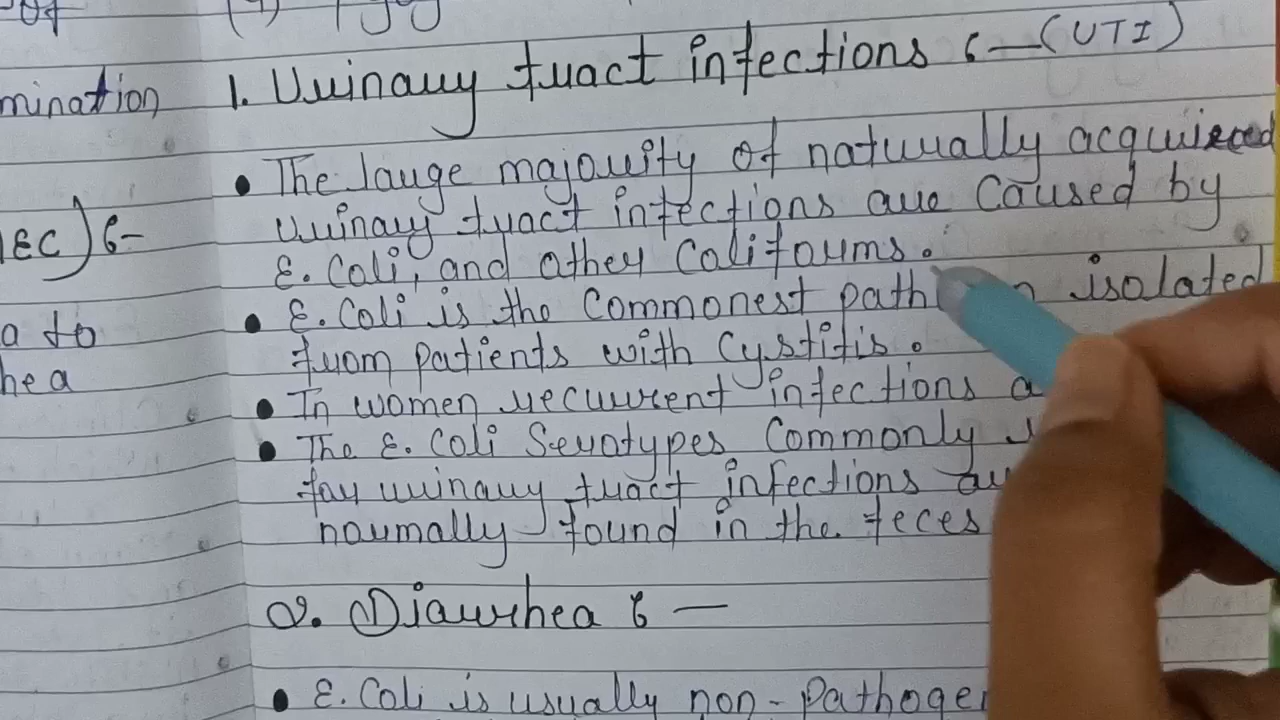 mination
1. Urinary tract infections :- (UTI)
• The large majority of naturally acquired
urinary tract infections are caused by
EC) :-
E. Coli, and other Coliforms.
a to
• E. Coli is the Commonest path isolated
hea
from patients with Cystitis.
• In women recurrent infections a
• The E. Coli Serotypes Commonly
for urinary tract infections ar
normally found in the feces
2. Diarrhea :-
• E. Coli is usually non-pathoge